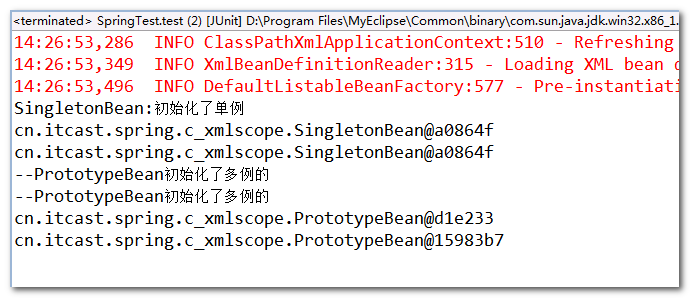 <terminated> SpringTest.test (2) [JUnit] D:\Program Files\MyEclipse\Common\binary\com.sun.java.jdk.win32.x86_1.
14:26:53,286  INFO ClassPathXmlApplicationContext:510 - Refreshing
14:26:53,349  INFO XmlBeanDefinitionReader:315 - Loading XML bean d
14:26:53,496  INFO DefaultListableBeanFactory:577 - Pre-instantiati
SingletonBean:初始化了单例
cn.itcast.spring.c_xmlscope.SingletonBean@a0864f
cn.itcast.spring.c_xmlscope.SingletonBean@a0864f
--PrototypeBean初始化了多例的
--PrototypeBean初始化了多例的
cn.itcast.spring.c_xmlscope.PrototypeBean@d1e233
cn.itcast.spring.c_xmlscope.PrototypeBean@15983b7